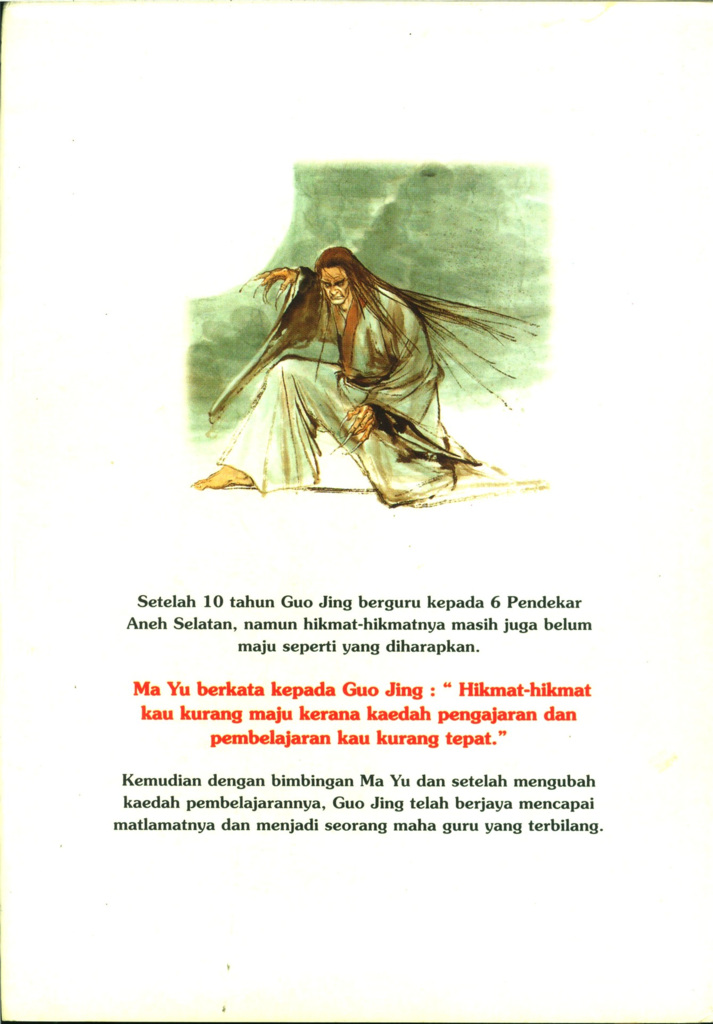 Setelah 10 tahun Guo Jing berguru kepada 6 Pendekar
Aneh Selatan, namun hikmat-hikmatnya masih juga belum
maju seperti yang diharapkan.
Ma Yu berkata kepada Guo Jing : “ Hikmat-hikmat
kau kurang maju kerana kaedah pengajaran dan
pembelajaran kau kurang tepat.”
Kemudian dengan bimbingan Ma Yu dan setelah mengubah
kaedah pembelajarannya, Guo Jing telah berjaya mencapai
matlamatnya dan menjadi seorang maha guru yang terbilang.